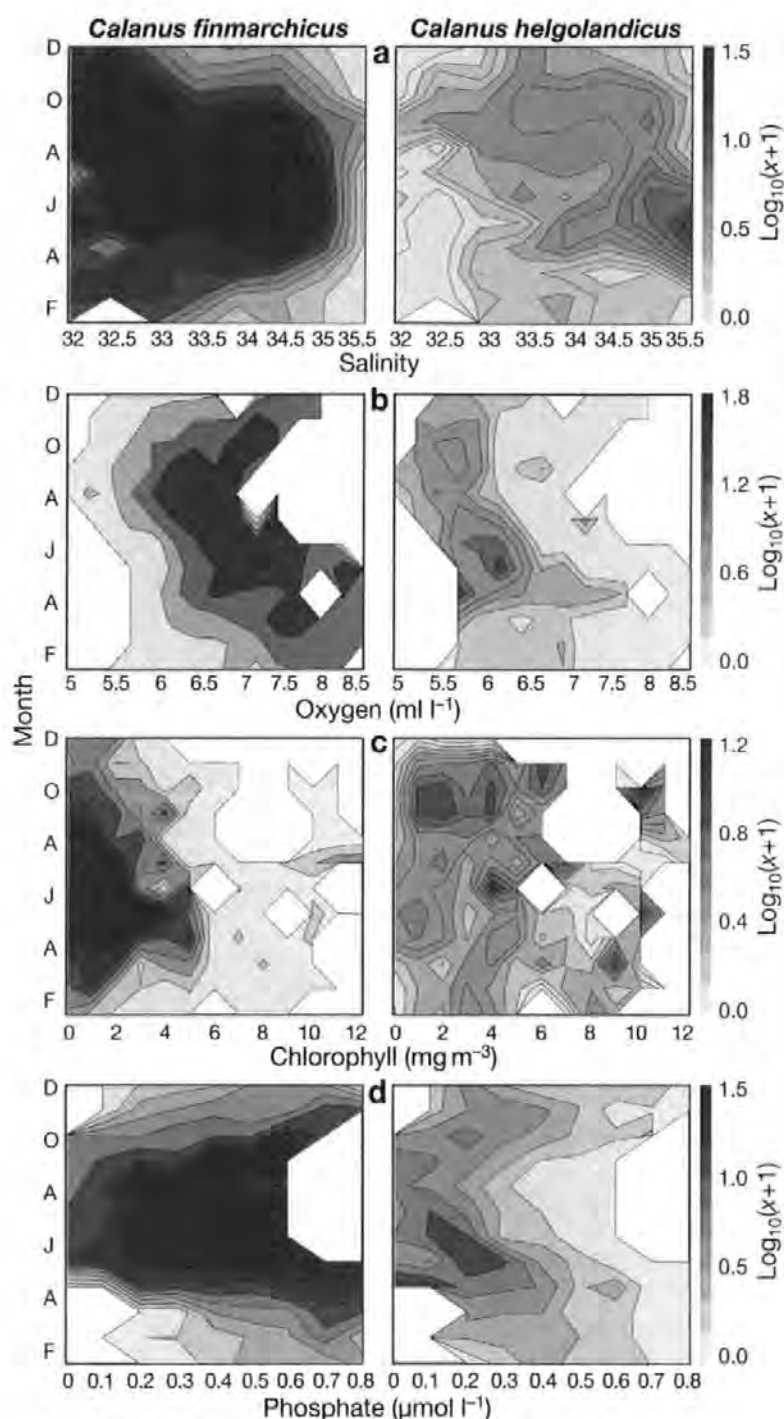 Calanus finmarchicus Calanus helgolandicus
a
D
O
A
J
A
F
32 32.5 33 33.5 34 34.5 35 35.5
32 32.5 33 33.5 34 34.5 35 35.5
Salinity
1.5
1.0
0.5
0.0
Log10(x+1)
b
D
O
A
J
A
F
5 5.5 6 6.5 7 7.5 8 8.5
5 5.5 6 6.5 7 7.5 8 8.5
Oxygen (ml l–1)
1.8
1.2
0.6
0.0
Log10(x+1)
Month
c
D
O
A
J
A
F
0 2 4 6 8 10 12
0 2 4 6 8 10 12
Chlorophyll (mg m–3)
1.2
0.8
0.4
0.0
Log10(x+1)
d
D
O
A
J
A
F
0 0.1 0.2 0.3 0.4 0.5 0.6 0.7 0.8
0 0.1 0.2 0.3 0.4 0.5 0.6 0.7 0.8
Phosphate (µmol l–1)
1.5
1.0
0.5
0.0
Log10(x+1)